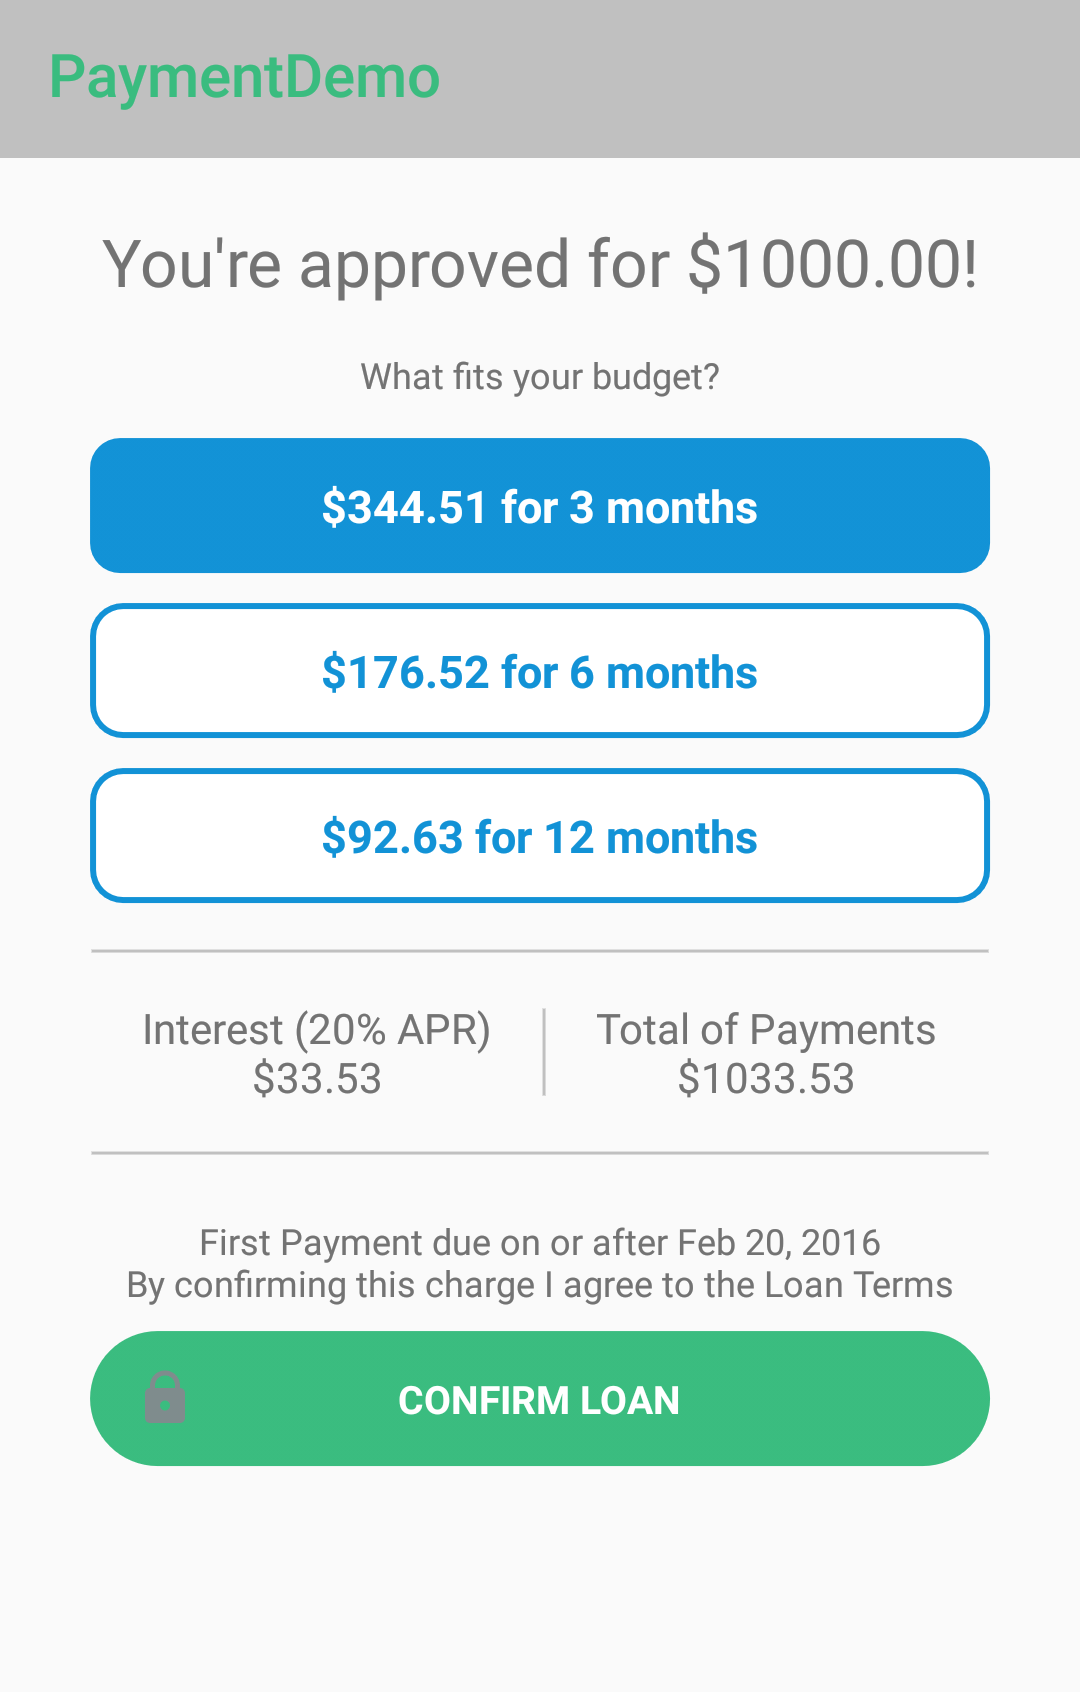 PaymentDemo
You're approved for $1000.00!
What fits your budget?
$344.51 for 3 months
$176.52 for 6 months
$92.63 for 12 months
Interest (20% APR)
$33.53
Total of Payments
$1033.53
First Payment due on or after Feb 20, 2016
By confirming this charge I agree to the Loan Terms
CONFIRM LOAN